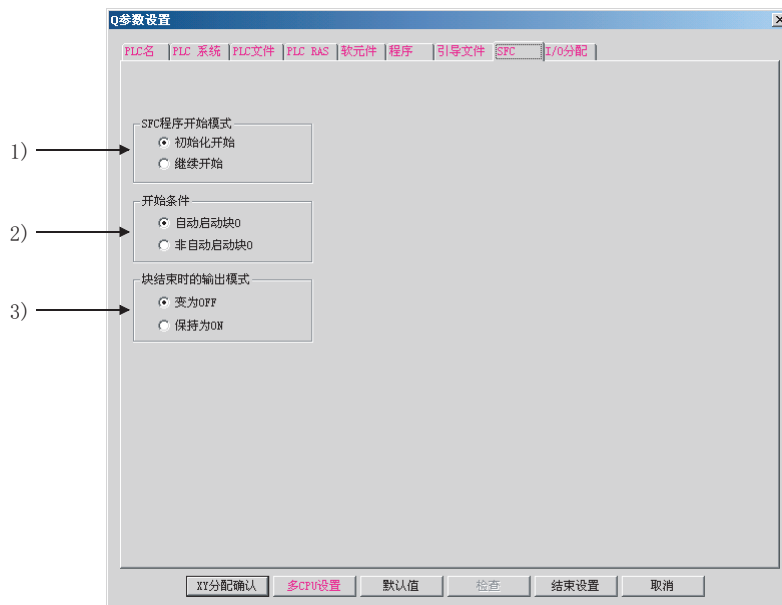 Q参数设置
PLC名 PLC 系统 PLC文件 PLC RAS 软元件 程序 引导文件 SFC I/O分配
SFC程序开始模式
1)
初始化开始
继续开始
开始条件
2)
自动启动块0
非自动启动块0
块结束时的输出模式
3)
变为OFF
保持为ON
XY分配确认 多CPU设置 默认值 检查 结束设置 取消